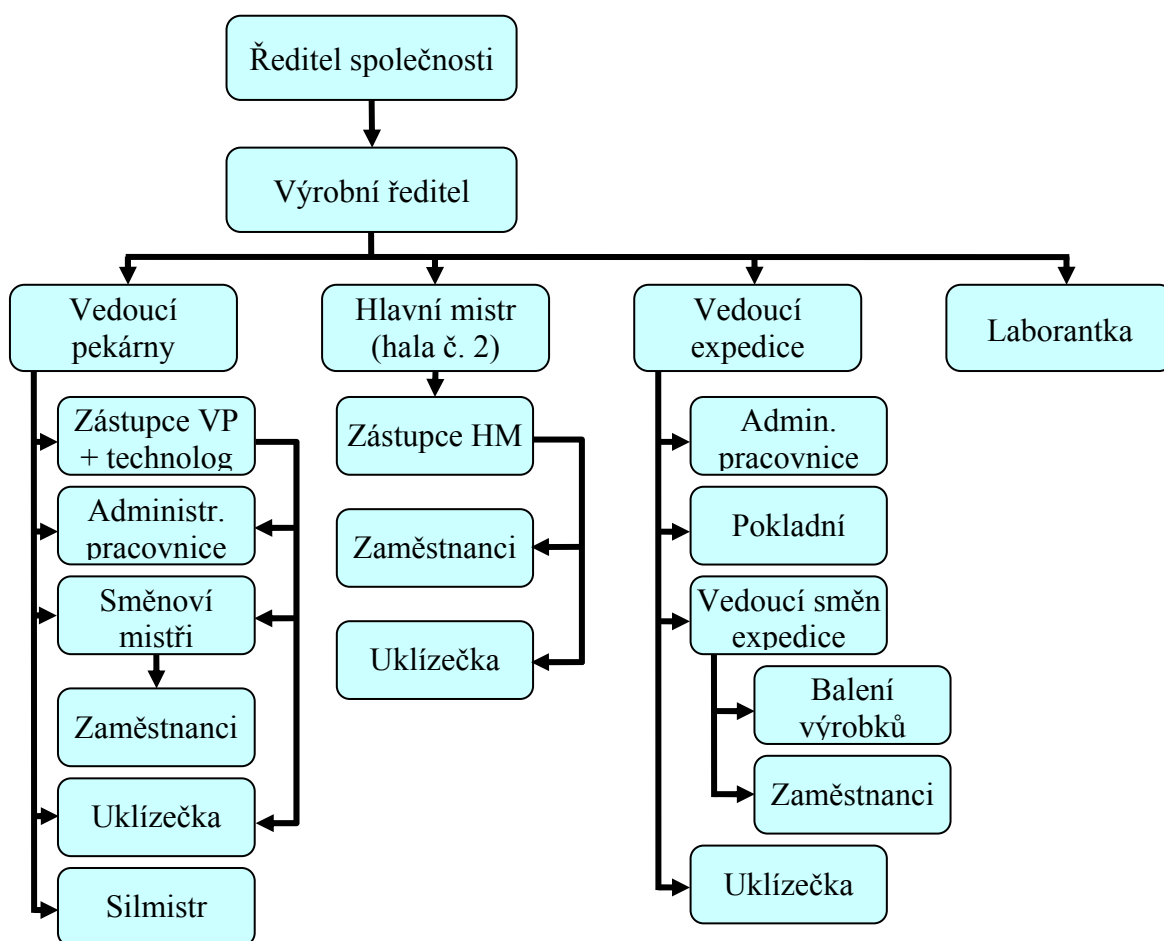 Ředitel společnosti
Výrobní ředitel
Vedoucí
pekárny
Hlavní mistr
(hala č. 2)
Vedoucí
expedice
Laborantka
Zástupce VP
+ technolog
Administr.
pracovnice
Směnoví
mistři
Zaměstnanci
Uklízečka
Silmistr
Zástupce HM
Zaměstnanci
Uklízečka
Admin.
pracovnice
Pokladní
Vedoucí směn
expedice
Balení
výrobků
Zaměstnanci
Uklízečka